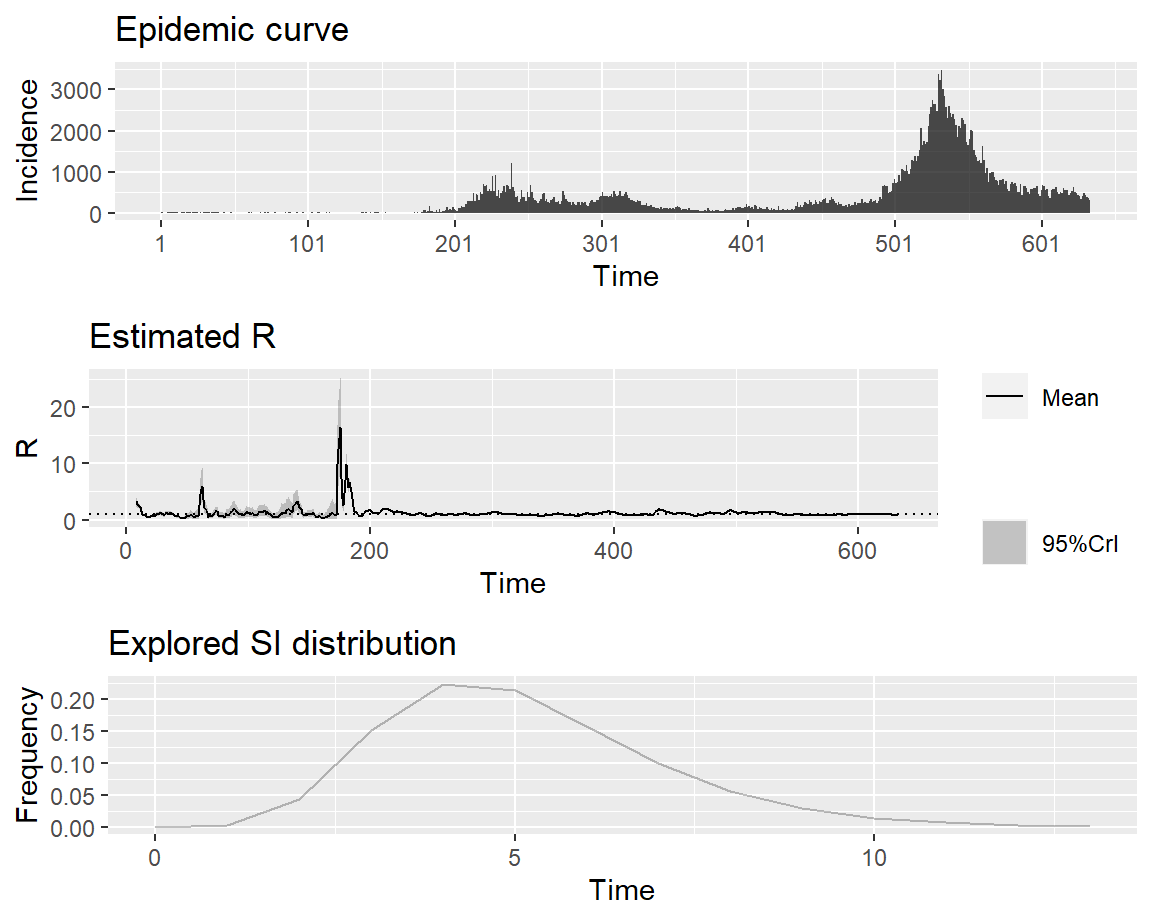 Epidemic curve
3000
2000
1000
0
Incidence
1 101 201 301 401 501 601
Time
Estimated R
20
10
0
R
0 200 400 600
Time
Mean
95%CrI
Explored SI distribution
0.20
0.15
0.10
0.05
0.00
Frequency
0 5 10
Time